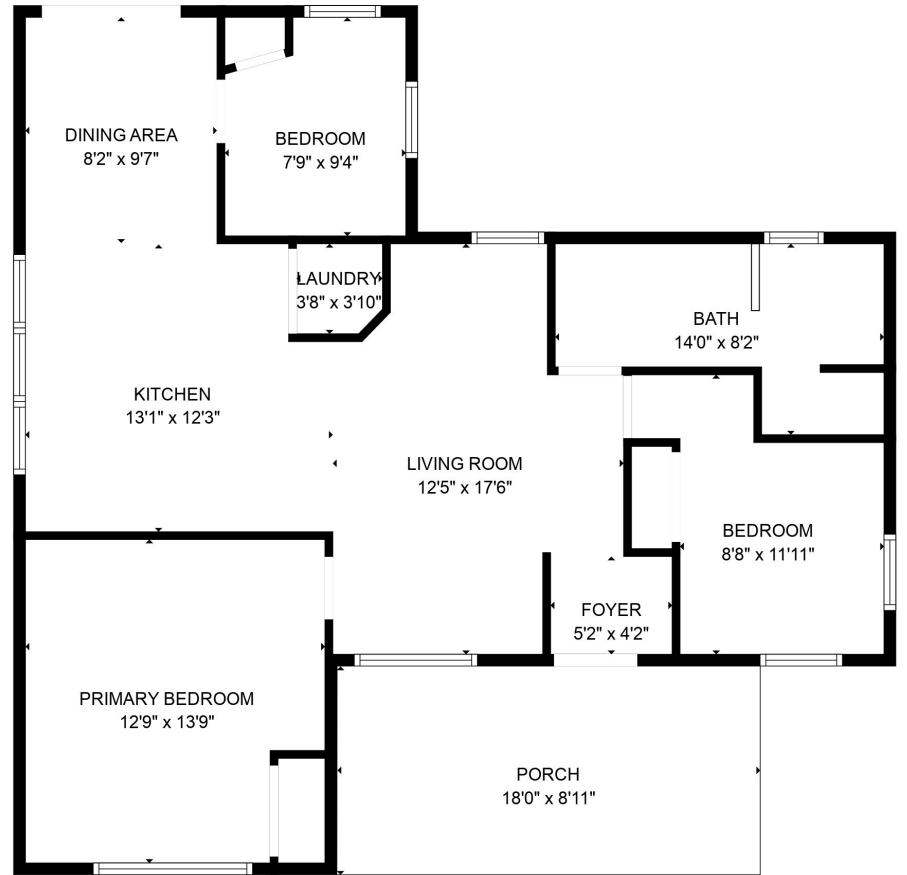 DINING AREA
8'2" x 9'7"
BEDROOM
7'9" x 9'4"
LAUNDRY
3'8" x 3'10"
BATH
14'0" x 8'2"
KITCHEN
13'1" x 12'3"
LIVING ROOM
12'5" x 17'6"
BEDROOM
8'8" x 11'11"
FOYER
5'2" x 4'2"
PRIMARY BEDROOM
12'9" x 13'9"
PORCH
18'0" x 8'11"